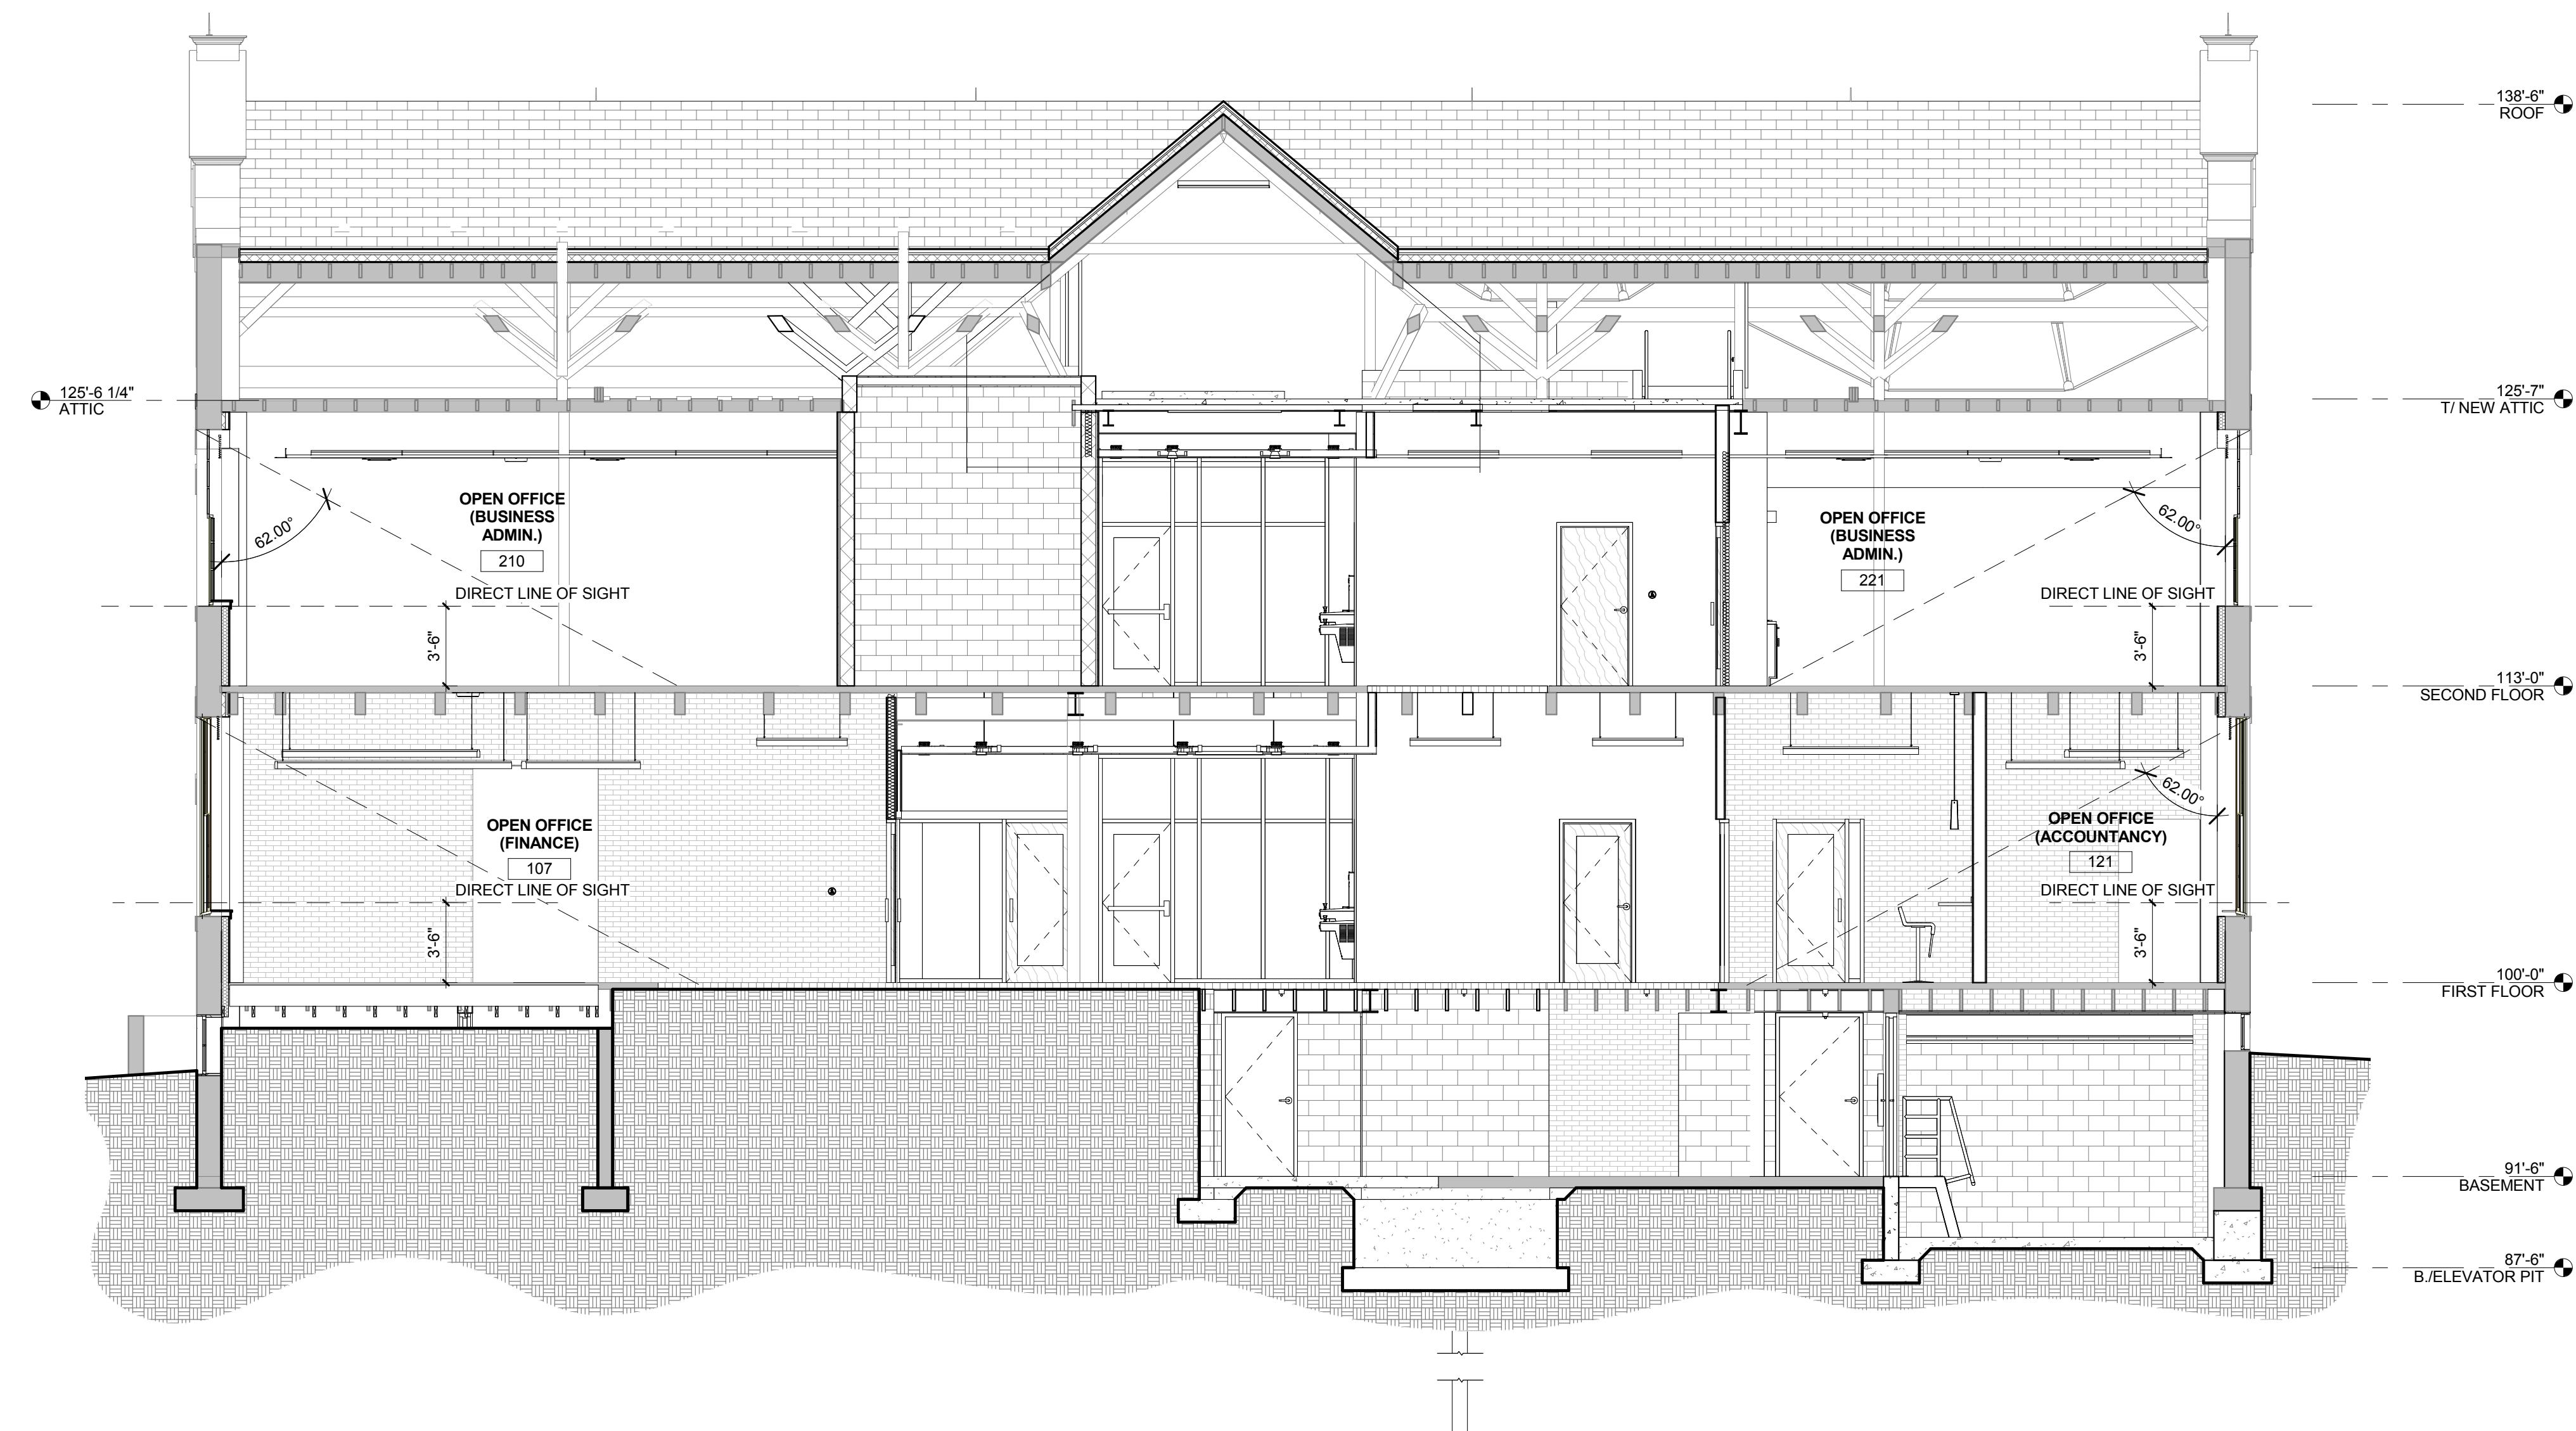 138'-6"
ROOF
125'-6 1/4"
ATTIC
125'-7"
T/ NEW ATTIC
OPEN OFFICE
(BUSINESS
ADMIN.)
210
62.00°
DIRECT LINE OF SIGHT
3'-6"
OPEN OFFICE
(BUSINESS
ADMIN.)
221
62.00°
DIRECT LINE OF SIGHT
3'-6"
113'-0"
SECOND FLOOR
OPEN OFFICE
(FINANCE)
107
DIRECT LINE OF SIGHT
3'-6"
62.00°
OPEN OFFICE
(ACCOUNTANCY)
121
DIRECT LINE OF SIGHT
3'-6"
100'-0"
FIRST FLOOR
91'-6"
BASEMENT
87'-6"
B./ELEVATOR PIT